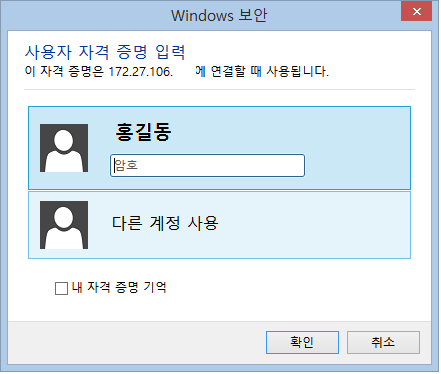 Windows 보안
사용자 자격 증명 입력
이 자격 증명은 172.27.106. 에 연결할 때 사용됩니다.
홍길동
암호
다른 계정 사용
내 자격 증명 기억
확인
취소